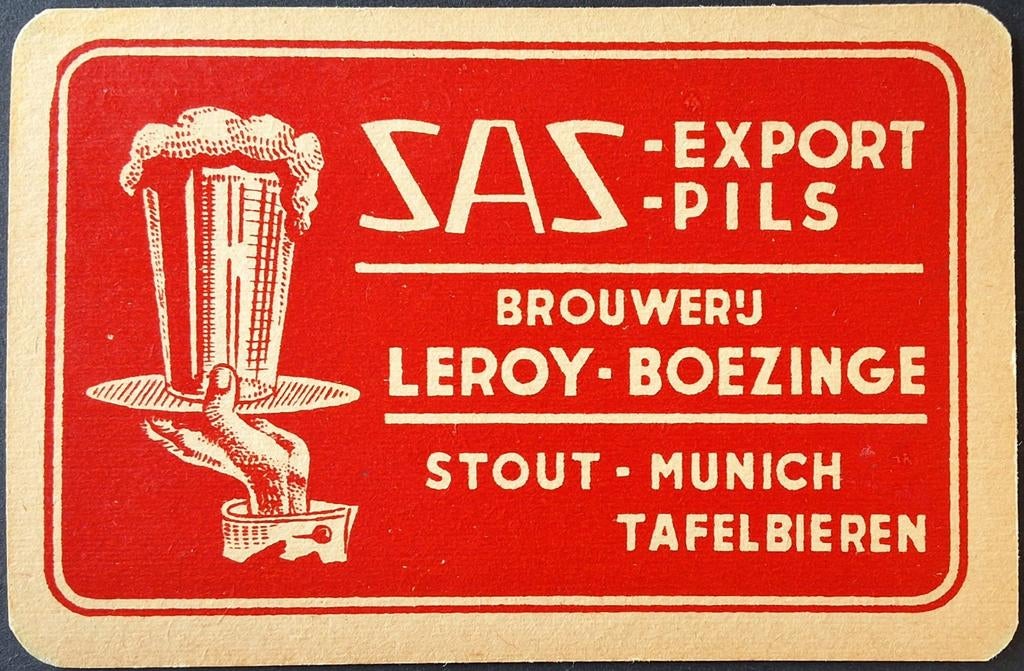 SAS -EXPORT
-PILS
BROUWERIJ
LEROY-BOEZINGE
STOUT - MUNICH
TAFELBIEREN